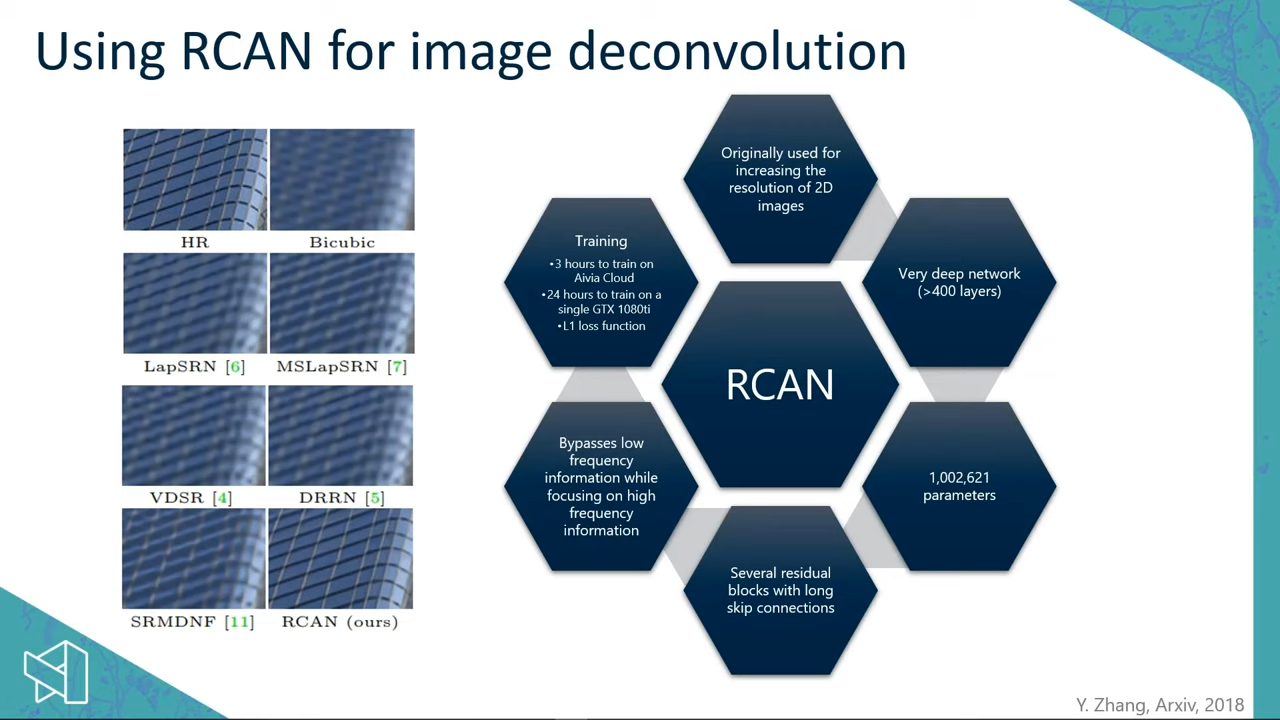 Using RCAN for image deconvolution
HR
Bicubic
LapSRN [6]
MSLapSRN [7]
VDSR [4]
DRRN [5]
SRMDNF [11]
RCAN (ours)
Originally used for
increasing the
resolution of 2D
images
Very deep network
(>400 layers)
1,002,621
parameters
Several residual
blocks with long
skip connections
Bypasses low
frequency
information while
focusing on high
frequency
information
Training
•3 hours to train on
Aivia Cloud
•24 hours to train on a
single GTX 1080ti
•L1 loss function
RCAN
Y. Zhang, Arxiv, 2018